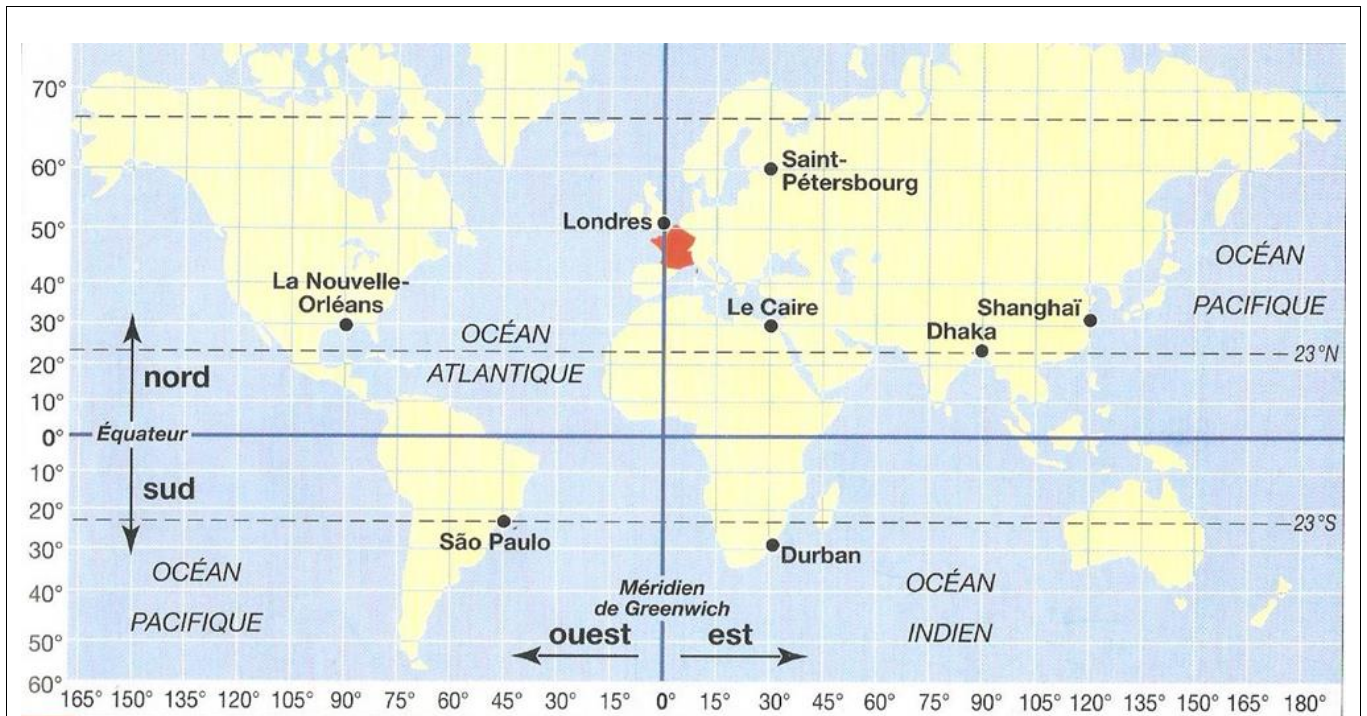 70°
60°
Saint-
Pétersbourg
Londres
50°
OCÉAN
PACIFIQUE
40°
La Nouvelle-
Orléans
Le Caire
Shanghaï
Dhaka
30°
OCÉAN
ATLANTIQUE
23°N
20°
nord
10°
0°
Équateur
10°
sud
20°
23°S
São Paulo
30°
Durban
OCÉAN
PACIFIQUE
OCÉAN
INDIEN
40°
Méridien
de Greenwich
50°
ouest
est
60°
165° 135° 120° 105° 90° 75° 60° 45° 30° 15° 0° 15° 30° 45° 60° 75° 90° 105° 120° 135° 150° 165° 180°